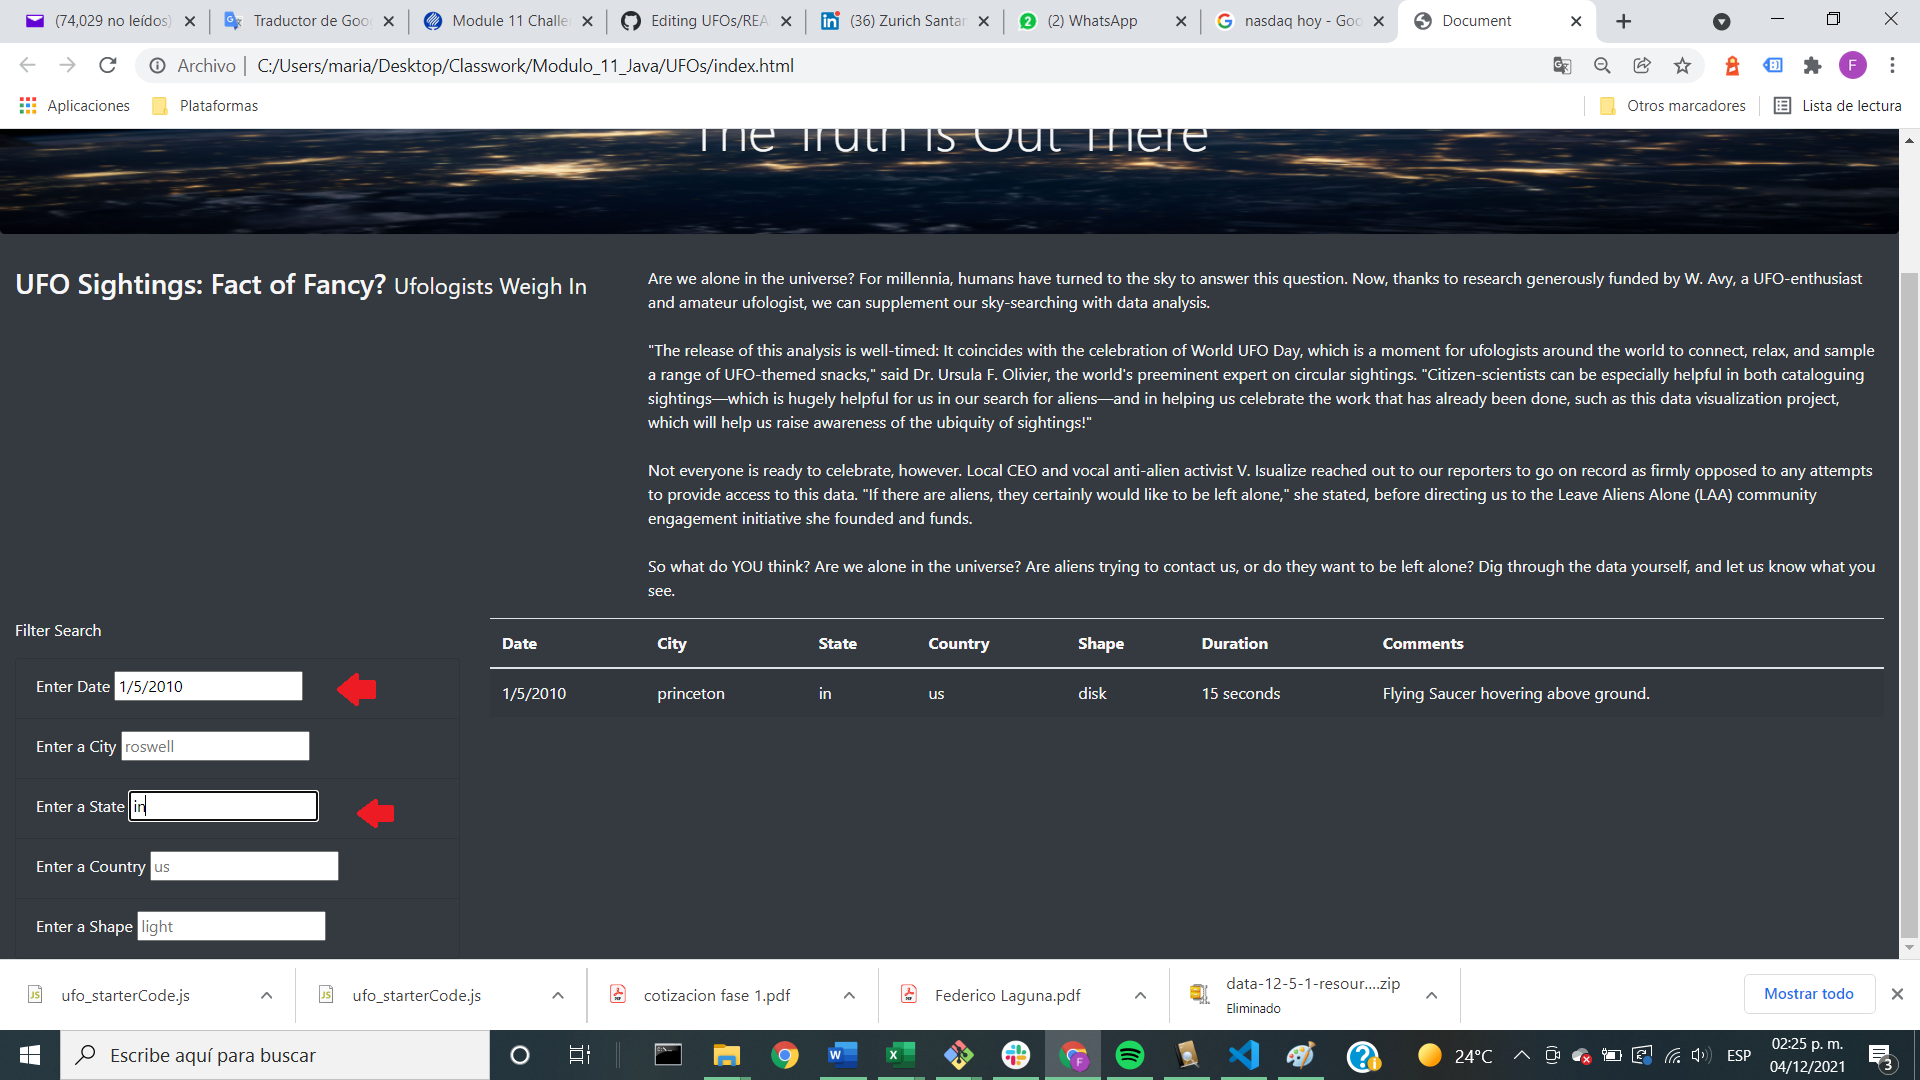 (74,029 no leídos)
Traductor de Goo
Module 11 Challe
Editing UFOs/REA
(36) Zurich Santar
(2) WhatsApp
nasdaq hoy - Goo
Document
Archivo | C:/Users/maria/Desktop/Classwork/Modulo_11_Java/UFOs/index.html
F
Aplicaciones
Plataformas
Otros marcadores
Lista de lectura
The Truth Is Out There
UFO Sightings: Fact of Fancy? Ufologists Weigh In
Are we alone in the universe? For millennia, humans have turned to the sky to answer this question. Now, thanks to research generously funded by W. Avy, a UFO-enthusiast
and amateur ufologist, we can supplement our sky-searching with data analysis.
"The release of this analysis is well-timed: It coincides with the celebration of World UFO Day, which is a moment for ufologists around the world to connect, relax, and sample
a range of UFO-themed snacks," said Dr. Ursula F. Olivier, the world's preeminent expert on circular sightings. "Citizen-scientists can be especially helpful in both cataloguing
sightings—which is hugely helpful for us in our search for aliens—and in helping us celebrate the work that has already been done, such as this data visualization project,
which will help us raise awareness of the ubiquity of sightings!"
Not everyone is ready to celebrate, however. Local CEO and vocal anti-alien activist V. Isualize reached out to our reporters to go on record as firmly opposed to any attempts
to provide access to this data. "If there are aliens, they certainly would like to be left alone," she stated, before directing us to the Leave Aliens Alone (LAA) community
engagement initiative she founded and funds.
So what do YOU think? Are we alone in the universe? Are aliens trying to contact us, or do they want to be left alone? Dig through the data yourself, and let us know what you
see.
Filter Search
Enter Date 1/5/2010
Enter a City roswell
Enter a State in
Enter a Country us
Enter a Shape light
Date City State Country Shape Duration Comments
1/5/2010 princeton in us disk 15 seconds Flying Saucer hovering above ground.
ufo_starterCode.js
ufo_starterCode.js
cotizacion fase 1.pdf
Federico Laguna.pdf
data-12-5-1-resour....zip
Eliminado
Mostrar todo
Escribe aquí para buscar
24°C
ESP
02:25 p. m.
04/12/2021
3